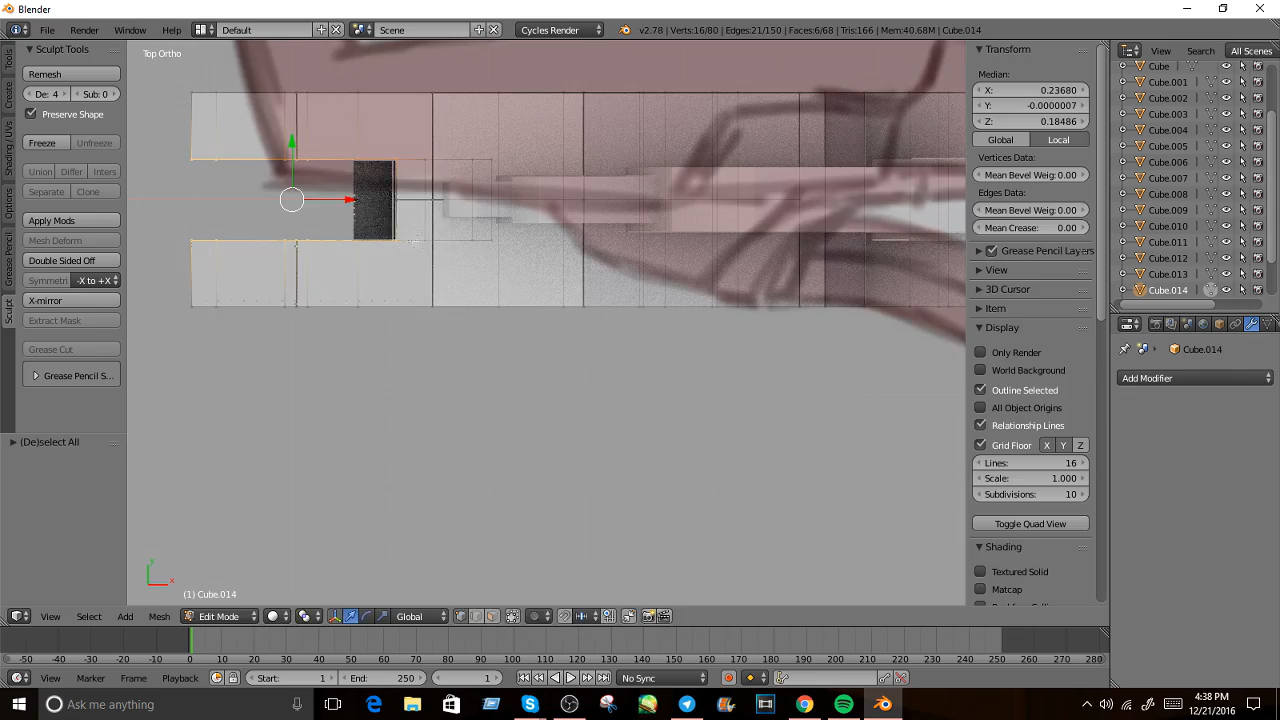 Blender
File
Render
Window
Help
Default
Scene
Cycles Render
v2.78 | Verts:16/80 | Edges:21/150 | Faces:6/68 | Tris:166 | Mem:40.68M | Cube.014
Tools
Create
Shading / UVs
Options
Grease Pencil
Sculpt
Sculpt Tools
Remesh
De: 4
Sub: 0
Preserve Shape
Freeze
Unfreeze
Union
Differ
Inters
Separate
Clone
Apply Mods
Mesh Deform
Double Sided Off
Symmetri
-X to +X
X-mirror
Extract Mask
Grease Cut
Grease Pencil S...
(De)select All
Top Ortho
y
x
(1) Cube.014
Transform
Median:
X: 0.23680
Y: -0.0000007
Z: 0.18486
Global
Local
Vertices Data:
Mean Bevel Weig: 0.00
Edges Data:
Mean Bevel Weig: 0.00
Mean Crease: 0.00
Grease Pencil Layers
View
3D Cursor
Item
Display
Only Render
World Background
Outline Selected
All Object Origins
Relationship Lines
Grid Floor
X
Y
Z
Lines: 16
Scale: 1.000
Subdivisions: 10
Toggle Quad View
Shading
Textured Solid
Matcap
View
Search
All Scenes
Cube
Cube.001
Cube.002
Cube.003
Cube.004
Cube.005
Cube.006
Cube.007
Cube.008
Cube.009
Cube.010
Cube.011
Cube.012
Cube.013
Cube.014
Cube.014
Add Modifier
View
Select
Add
Mesh
Edit Mode
Global
-50 -40 -30 -20 -10 0 10 20 30 40 50 60 70 80 90 100 110 120 130 140 150 160 170 180 190 200 210 220 230 240 250 260 270 280
View
Marker
Frame
Playback
Start: 1
End: 250
1
No Sync
Ask me anything
4:38 PM
12/21/2016